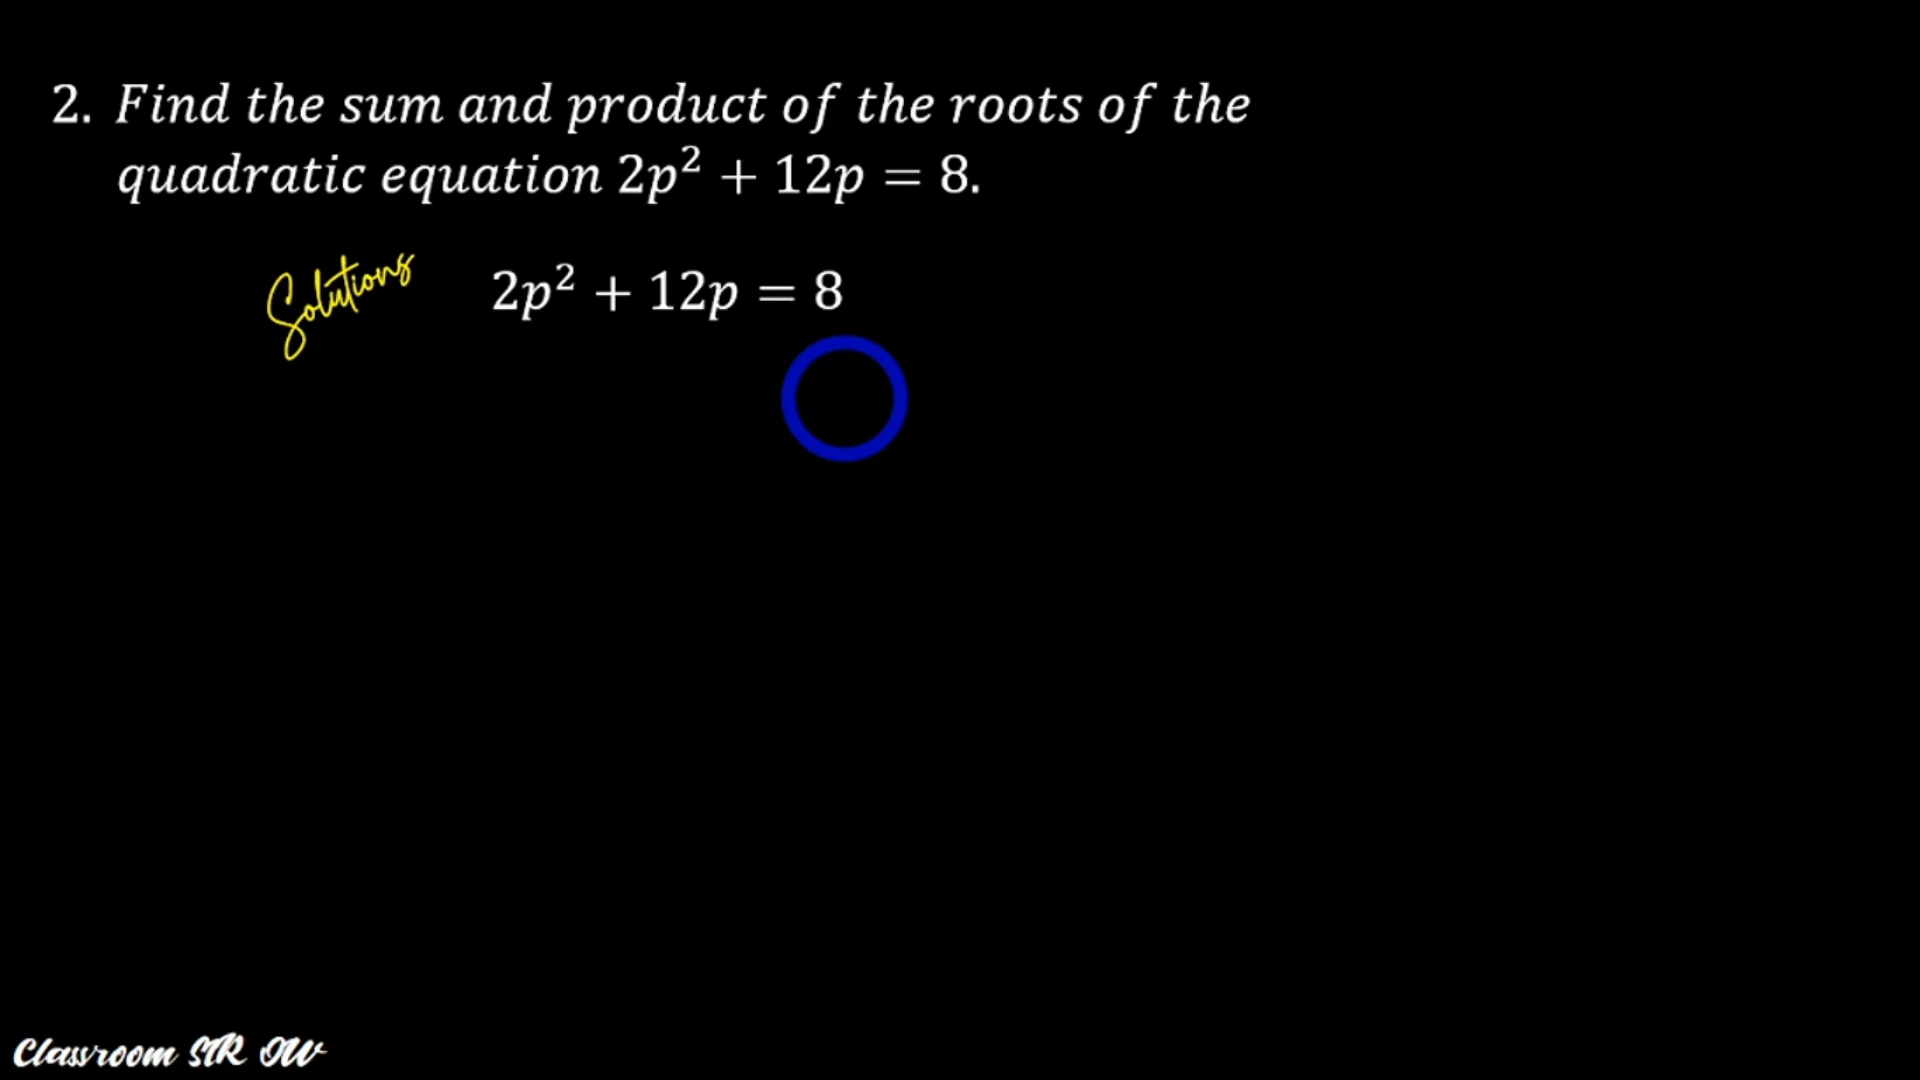 2. Find the sum and product of the roots of the
quadratic equation 2p² + 12p = 8.
Solutions 2p² + 12p = 8
Classroom STR OW